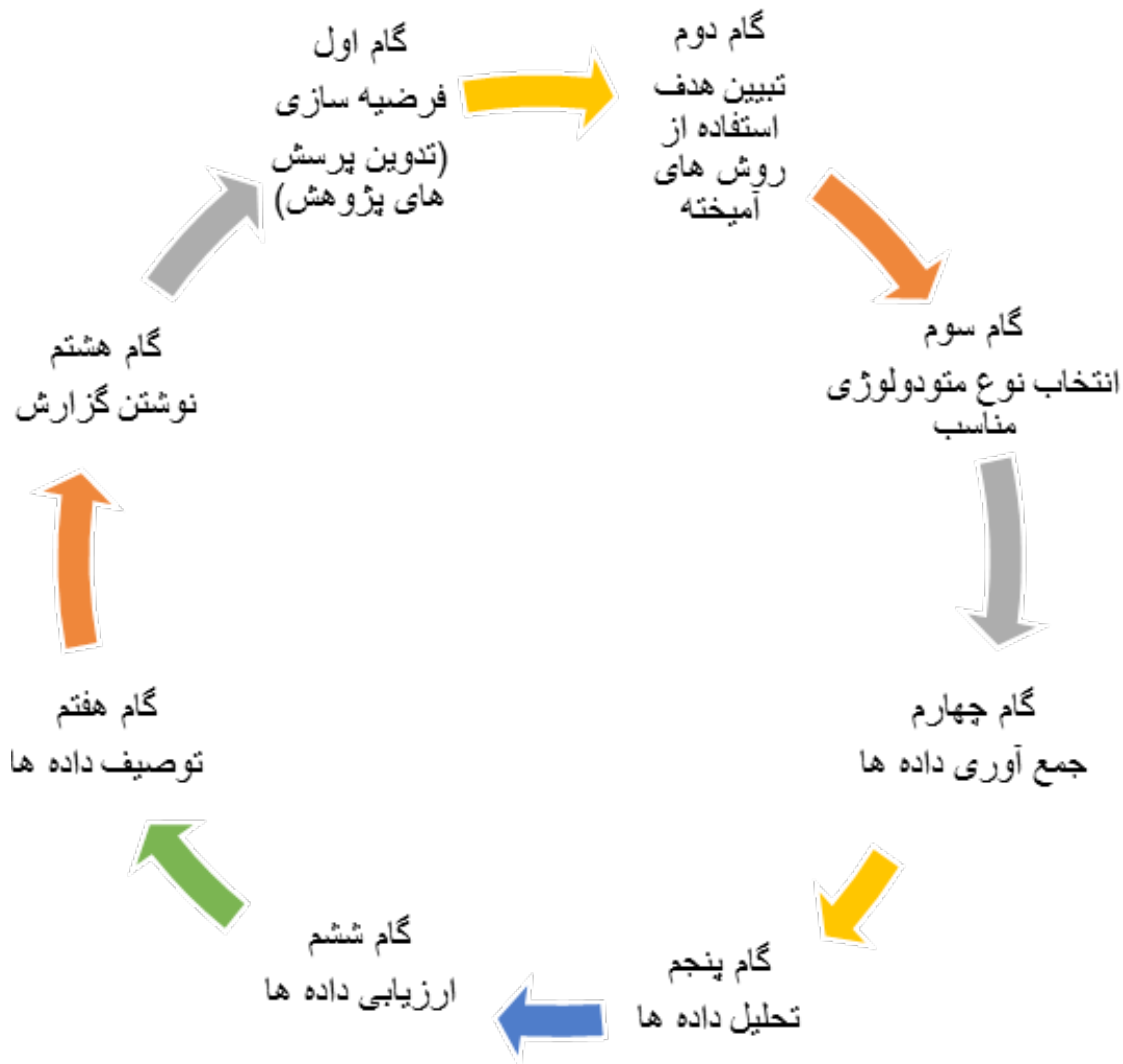 گام اول
فرضیه سازی
(تدوین پرسش
های پژوهش)
گام دوم
تبیین هدف
استفاده از
روش های
آمیخته
گام سوم
انتخاب نوع متودولوژی
مناسب
گام چهارم
جمع آوری داده ها
گام پنجم
تحلیل داده ها
گام ششم
ارزیابی داده ها
گام هفتم
توصیف داده ها
گام هشتم
نوشتن گزارش